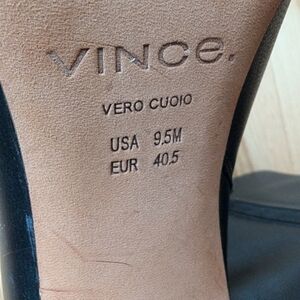 VINCE.
VERO CUOIO
USA 9.5M
EUR 40.5